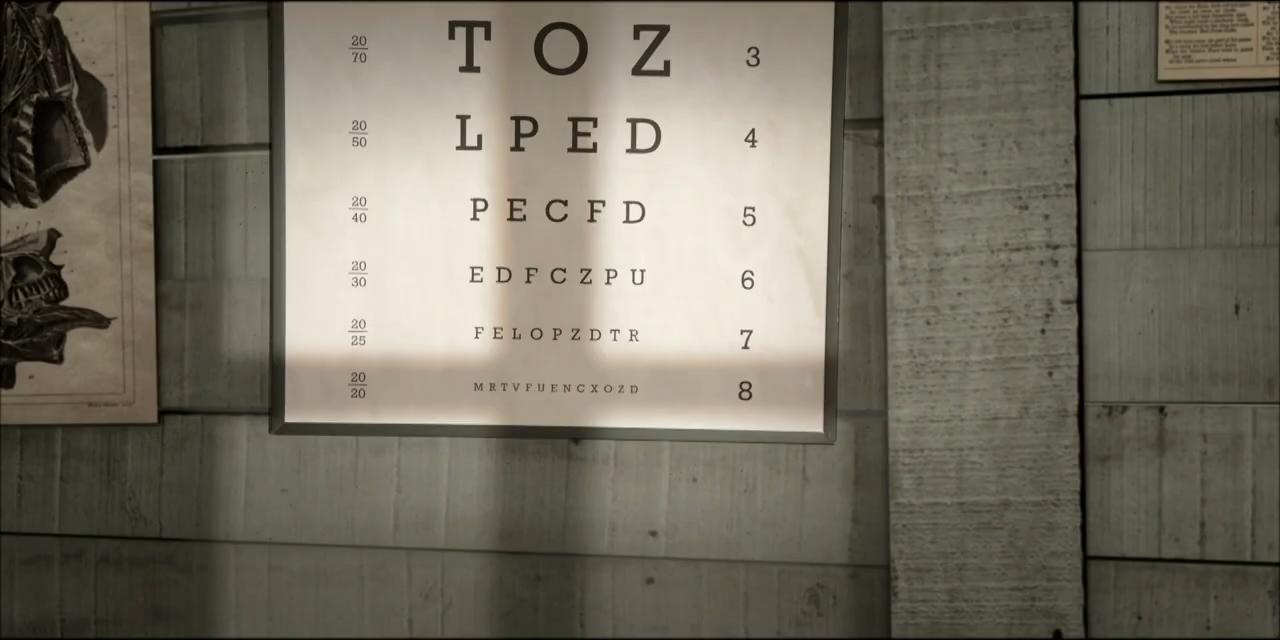 20/70 T O Z 3
20/50 L P E D 4
20/40 P E C F D 5
20/30 E D F C Z P U 6
20/25 F E L O P Z D T R 7
20/20 M R T V F U E N C X O Z D 8